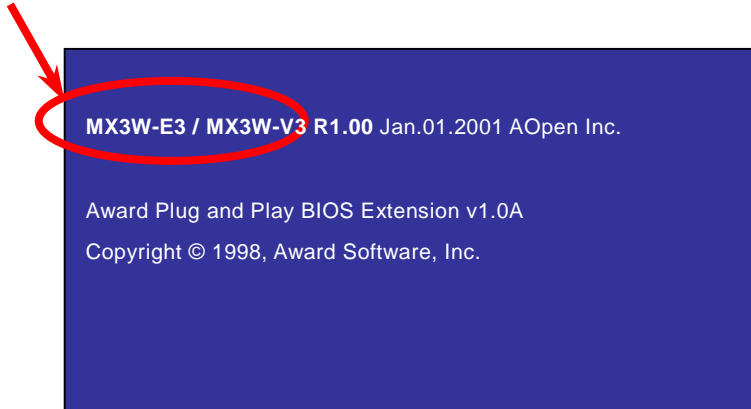 MX3W-E3 / MX3W-V3 R1.00 Jan.01.2001 AOpen Inc.
Award Plug and Play BIOS Extension v1.0A
Copyright © 1998, Award Software, Inc.